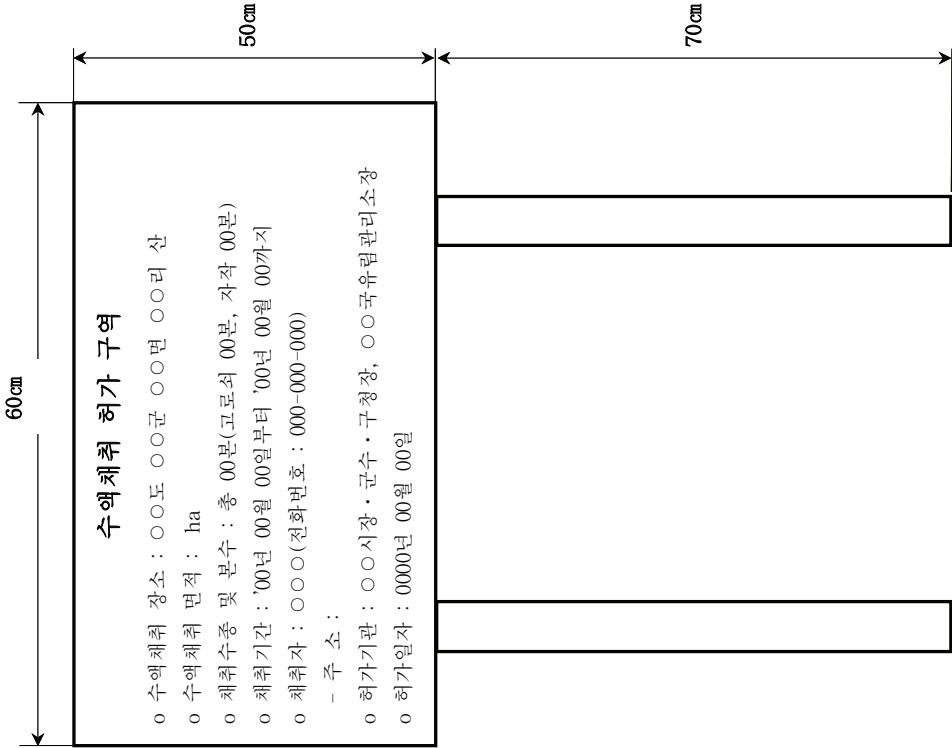 60㎝
50㎝
70㎝
수액채취 허가 구역
o 수액채취 장소 : ○○도 ○○군 ○○면 ○○리 산
o 수액채취 면적 : ha
o 채취수종 및 본수 : 총 00본(고로쇠 00본, 자작 00본)
o 채취기간 : '00년 00월 00일부터 '00년 00월 00까지
o 채취자 : ○○○(전화번호 : 000-000-000)
- 주 소 :
o 허가기관 : ○○시장・군수・구청장, ○○국유림관리소장
o 허가일자 : 0000년 00월 00일